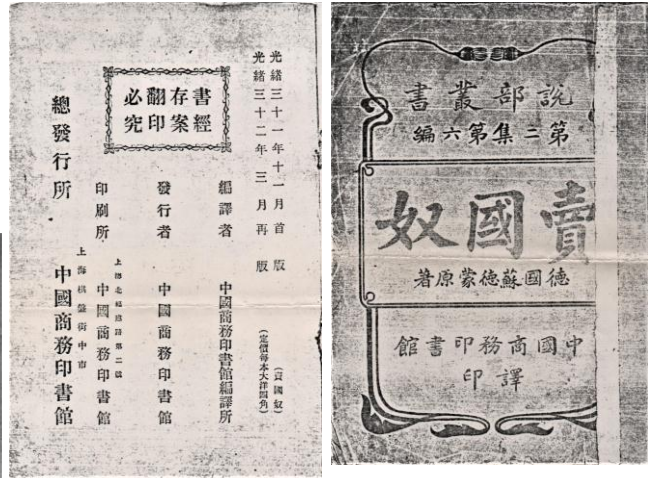 光緒三十一年十一月首版
光緒三十二年三月再版
(賣國奴)
(定價每本大洋四角)
書經
存案
翻印
必究
編譯者 中國商務印書館編譯所
發行者 中國商務印書館
上海北路第二號
印刷所 中國商務印書館
上海棋盤街中市
總發行所 中國商務印書館
說部叢書
第二集第六編
賣國奴
德國蘇德蒙原著
中國商務印書館
譯印